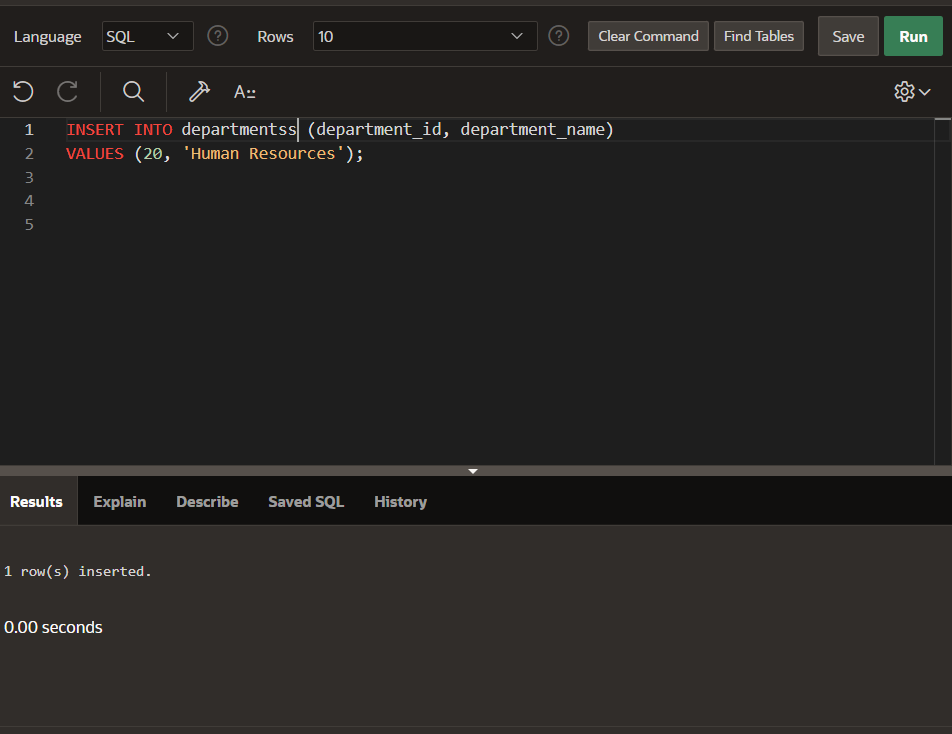 Language SQL ? Rows 10 ? Clear Command Find Tables Save Run
A
1 INSERT INTO departmentss (department_id, department_name)
2 VALUES (20, 'Human Resources');
3
4
5
Results Explain Describe Saved SQL History
1 row(s) inserted.
0.00 seconds